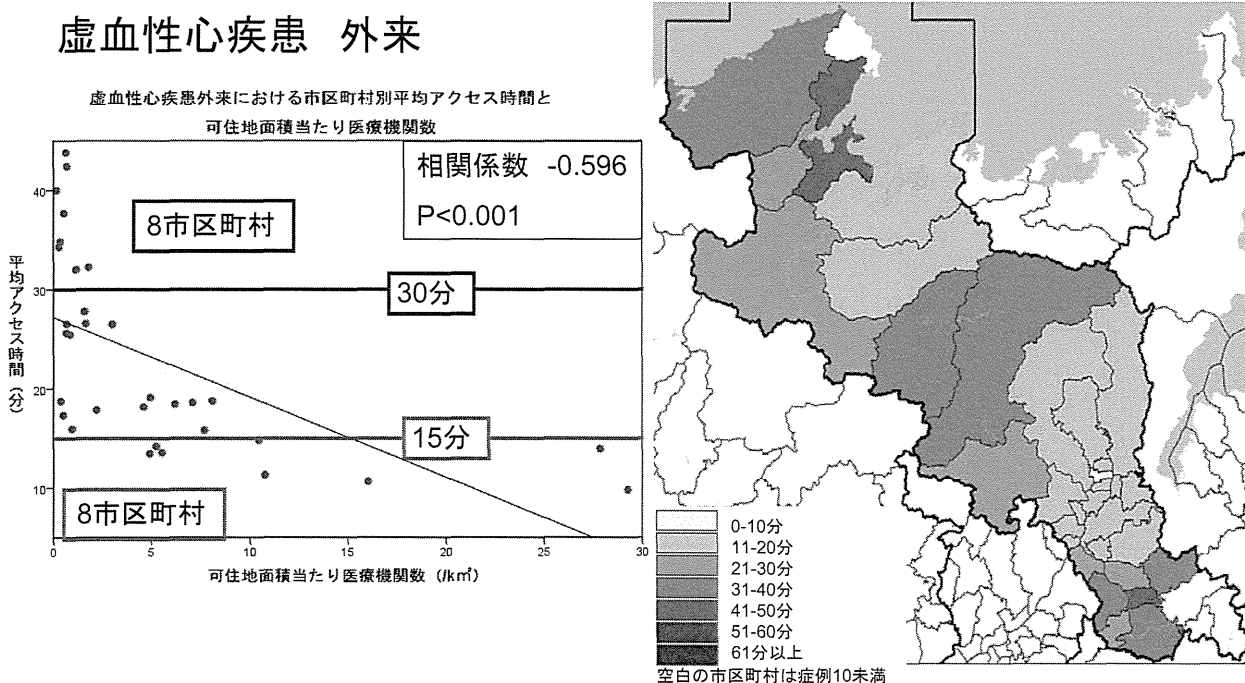 虚血性心疾患 外来
虚血性心疾患外来における市区町村別平均アクセス時間と
可住地面積当たり医療機関数
相関係数 -0.596
P<0.001
8市区町村
30分
15分
8市区町村
平均アクセス時間（分）
40
30
20
10
0
5
10
15
20
25
30
可住地面積当たり医療機関数（/km²）
0-10分
11-20分
21-30分
31-40分
41-50分
51-60分
61分以上
空白の市区町村は症例10未満